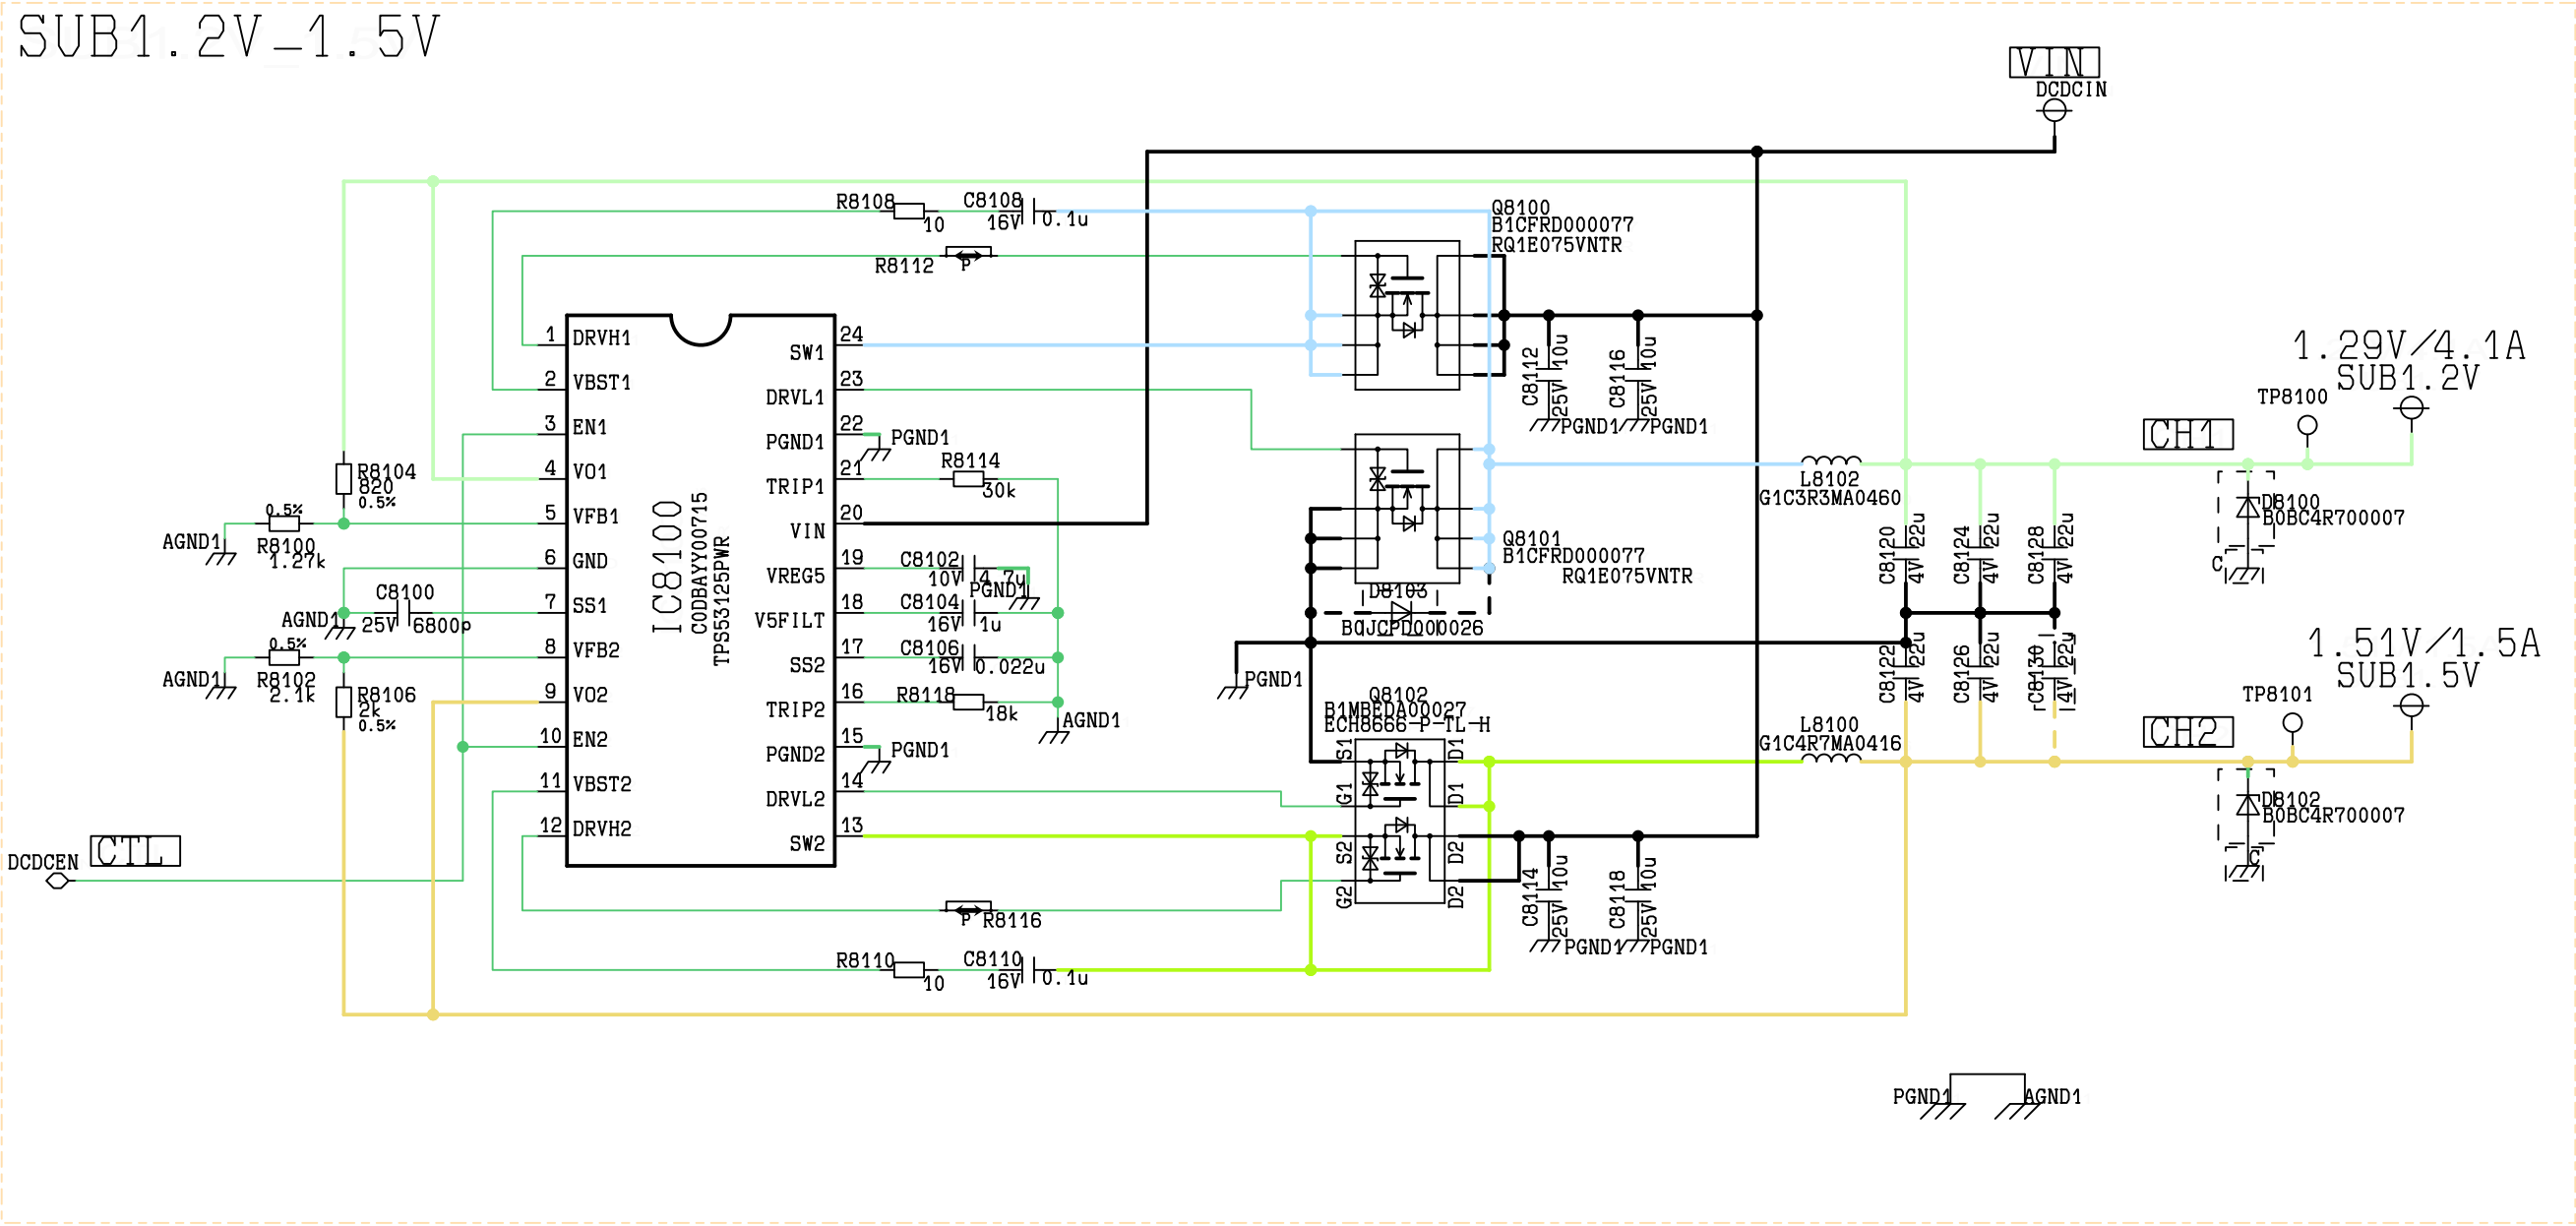 SUB1.2V_1.5V
VIN
DCDCIN
R8108
10
C8108
16V
0.1u
R8112
P
Q8100
B1CFRD000077
RQ1E075VNTR
C8112
10u
25V
PGND1
C8116
10u
25V
PGND1
1 DRVH1
2 VBST1
3 EN1
4 VO1
5 VFB1
6 GND
7 SS1
8 VFB2
9 VO2
10 EN2
11 VBST2
12 DRVH2
IC8100
C0DBAYY00715
TPS53125PWR
SW1 24
DRVL1 23
PGND1 22
TRIP1 21
VIN 20
VREG5 19
V5FILT 18
SS2 17
TRIP2 16
PGND2 15
DRVL2 14
SW2 13
PGND1
R8114
30k
R8104
820
0.5%
0.5%
AGND1
R8100
1.27k
C8100
AGND1
25V
6800p
0.5%
AGND1
R8102
2.1k
R8106
2k
0.5%
C8102
10V
4.7u
PGND1
C8104
16V
1u
C8106
16V
0.022u
R8118
18k
AGND1
PGND1
Q8101
B1CFRD000077
RQ1E075VNTR
D8103
B0JCPD000026
PGND1
Q8102
B1MBEDA00027
ECH8666-P-TL-H
S1
D1
G1
D1
S2
D2
G2
D2
L8102
G1C3R3MA0460
L8100
G1C4R7MA0416
C8120
22u
4V
C8124
22u
4V
C8128
22u
4V
C8122
22u
4V
C8126
22u
4V
C8130
22u
4V
1.29V/4.1A
SUB1.2V
TP8100
CH1
D8100
B0BC4R700007
C
1.51V/1.5A
SUB1.5V
TP8101
CH2
D8102
B0BC4R700007
C
C8114
10u
25V
PGND1
C8118
10u
25V
PGND1
CTL
DCDCEN
P
R8116
R8110
10
C8110
16V
0.1u
PGND1
AGND1